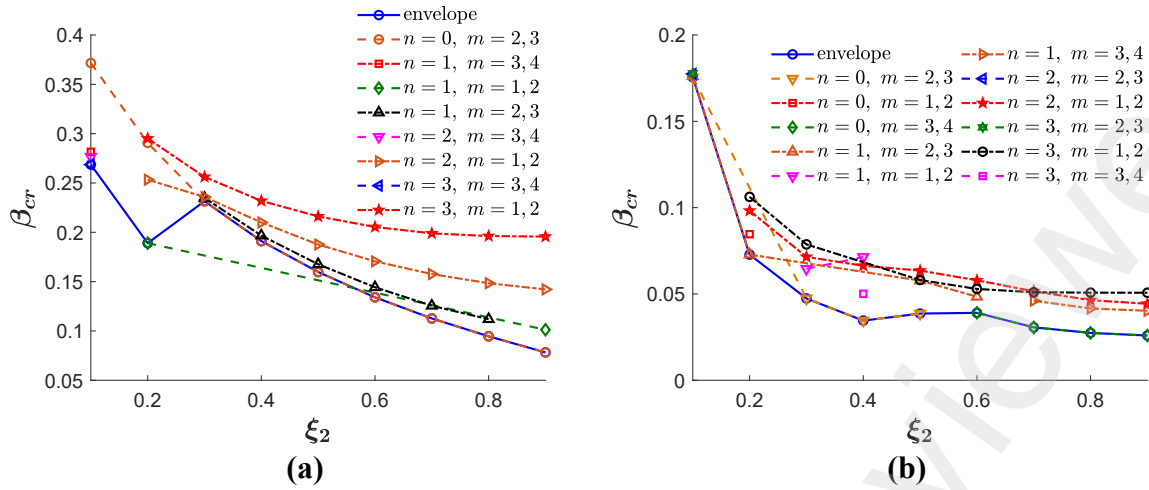 envelope
n = 0, m = 2, 3
n = 1, m = 3, 4
n = 1, m = 1, 2
n = 1, m = 2, 3
n = 2, m = 3, 4
n = 2, m = 1, 2
n = 3, m = 3, 4
n = 3, m = 1, 2
0.4
0.35
0.3
0.25
0.2
0.15
0.1
0.05
β_cr
0.2 0.4 0.6 0.8
ξ₂
(a)
envelope
n = 0, m = 2, 3
n = 0, m = 1, 2
n = 0, m = 3, 4
n = 1, m = 2, 3
n = 1, m = 1, 2
n = 1, m = 3, 4
n = 2, m = 2, 3
n = 2, m = 1, 2
n = 3, m = 2, 3
n = 3, m = 1, 2
n = 3, m = 3, 4
0.2
0.15
0.1
0.05
0
β_cr
0.2 0.4 0.6 0.8
ξ₂
(b)
viewe